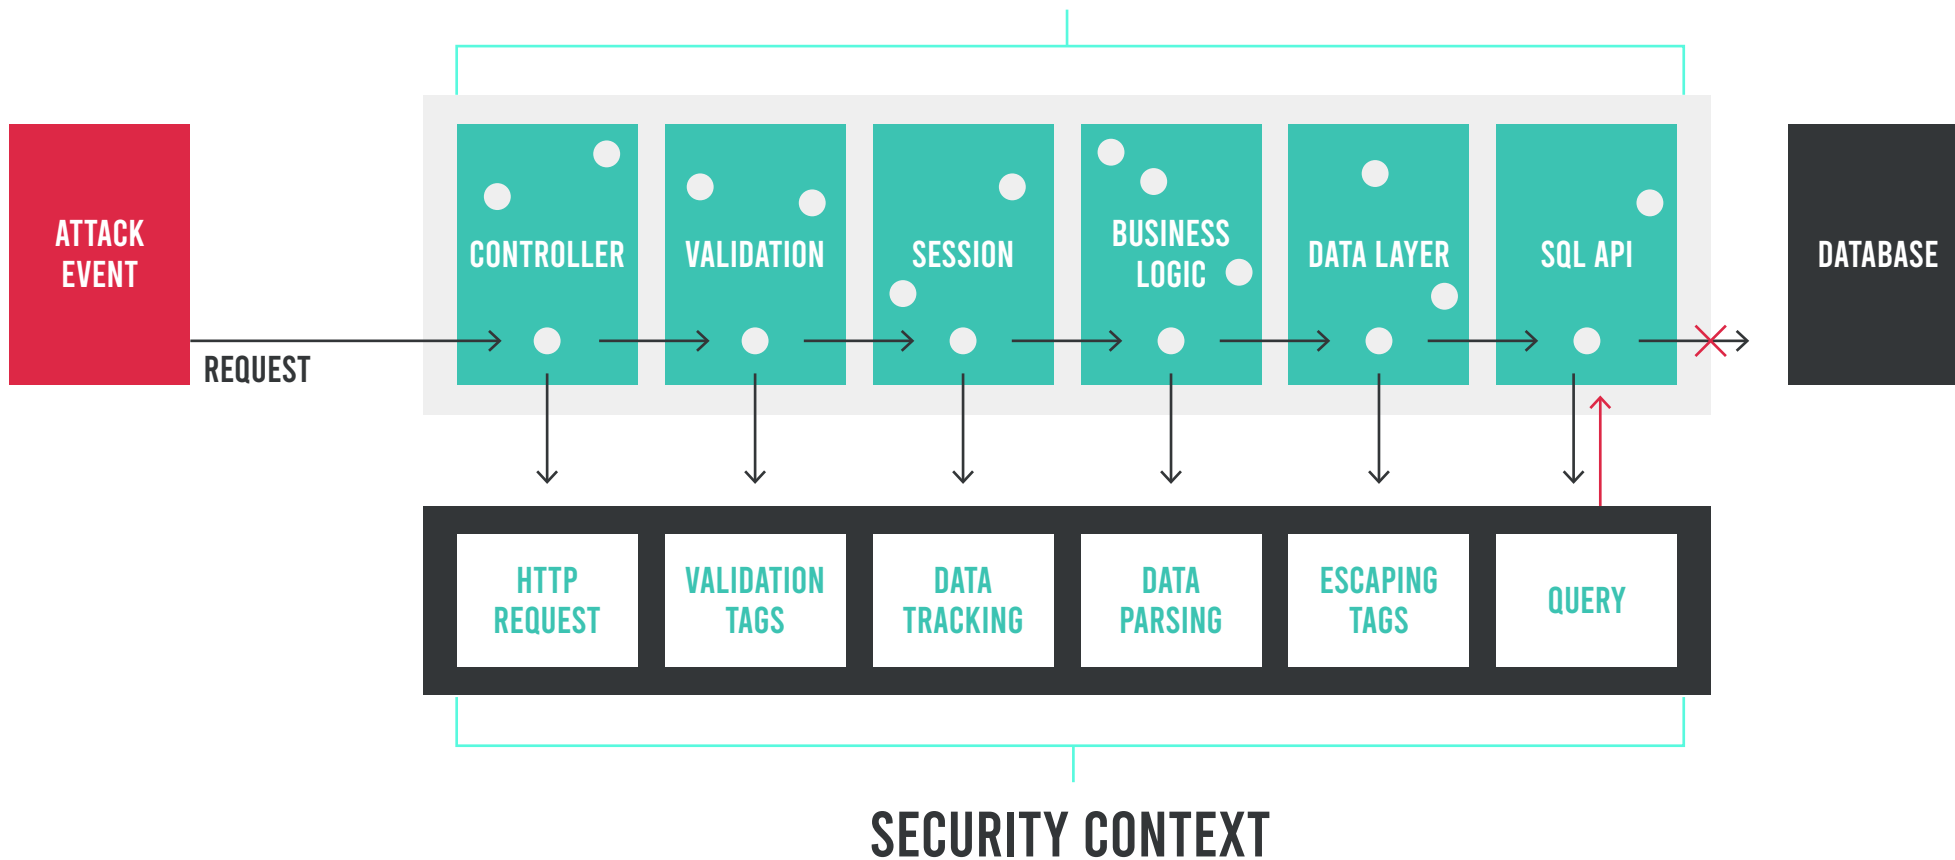 ATTACK
EVENT
REQUEST
CONTROLLER
VALIDATION
SESSION
BUSINESS
LOGIC
DATA LAYER
SQL API
DATABASE
HTTP
REQUEST
VALIDATION
TAGS
DATA
TRACKING
DATA
PARSING
ESCAPING
TAGS
QUERY
SECURITY CONTEXT